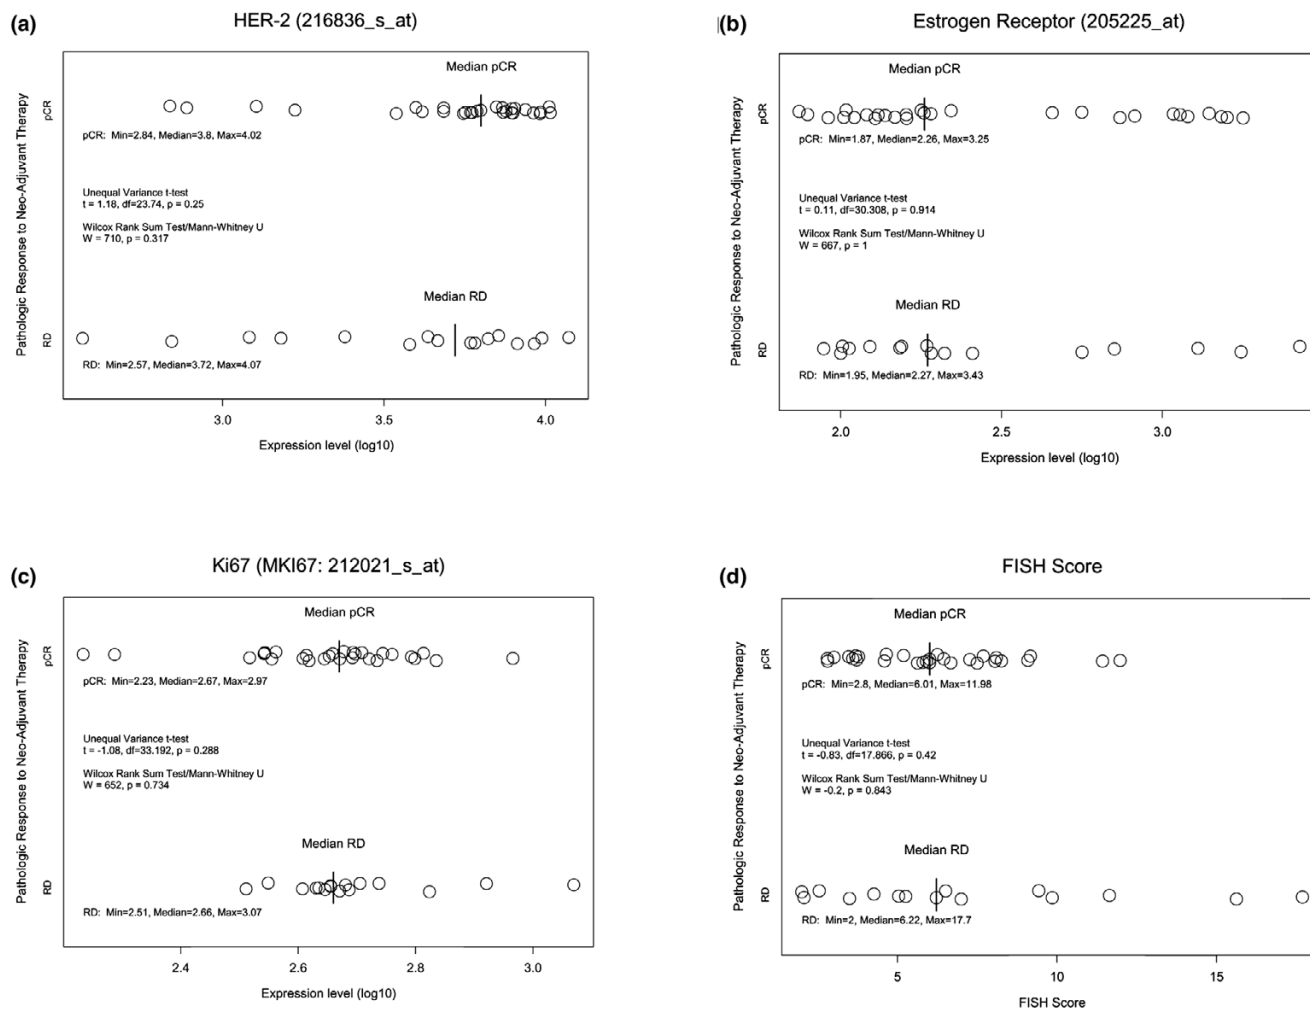 (a)
HER-2 (216836_s_at)
Pathologic Response to Neo-Adjuvant Therapy
pCR
RD
Median pCR
pCR: Min=2.84, Median=3.8, Max=4.02
Unequal Variance t-test
t = 1.18, df=23.74, p = 0.25
Wilcox Rank Sum Test/Mann-Whitney U
W = 710, p = 0.317
Median RD
RD: Min=2.57, Median=3.72, Max=4.07
3.0 3.5 4.0
Expression level (log10)
(b)
Estrogen Receptor (205225_at)
Pathologic Response to Neo-Adjuvant Therapy
pCR
RD
Median pCR
pCR: Min=1.87, Median=2.26, Max=3.25
Unequal Variance t-test
t = 0.11, df=30.308, p = 0.914
Wilcox Rank Sum Test/Mann-Whitney U
W = 667, p = 1
Median RD
RD: Min=1.95, Median=2.27, Max=3.43
2.0 2.5 3.0
Expression level (log10)
(c)
Ki67 (MKI67: 212021_s_at)
Pathologic Response to Neo-Adjuvant Therapy
pCR
RD
Median pCR
pCR: Min=2.23, Median=2.67, Max=2.97
Unequal Variance t-test
t = -1.08, df=33.192, p = 0.288
Wilcox Rank Sum Test/Mann-Whitney U
W = 652, p = 0.734
Median RD
RD: Min=2.51, Median=2.66, Max=3.07
2.4 2.6 2.8 3.0
Expression level (log10)
(d)
FISH Score
Pathologic Response to Neo-Adjuvant Therapy
pCR
RD
Median pCR
pCR: Min=2.8, Median=6.01, Max=11.98
Unequal Variance t-test
t = -0.83, df=17.866, p = 0.42
Wilcox Rank Sum Test/Mann-Whitney U
W = -0.2, p = 0.843
Median RD
RD: Min=2, Median=6.22, Max=17.7
5 10 15
FISH Score